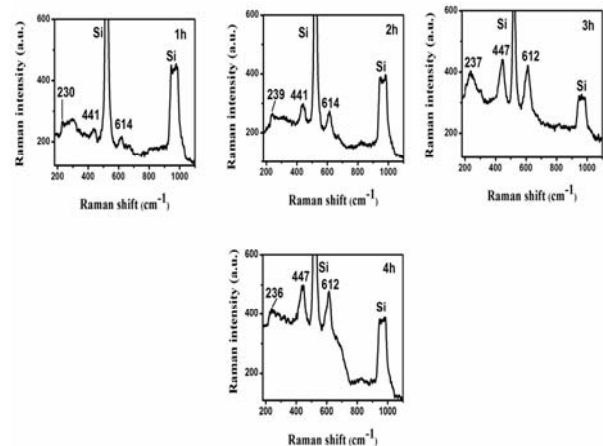 1h
Si
Si
230
441
614
600
400
200
200 400 600 800 1000
Raman intensity (a.u.)
Raman shift (cm-1)
2h
Si
Si
239
441
614
600
400
200
200 400 600 800 1000
Raman intensity (a.u.)
Raman shift (cm-1)
3h
Si
Si
237
447
612
400
200
200 400 600 800 1000
Raman intensity (a.u.)
Raman shift (cm-1)
4h
Si
Si
236
447
612
600
400
200
200 400 600 800 1000
Raman intensity (a.u.)
Raman shift (cm-1)